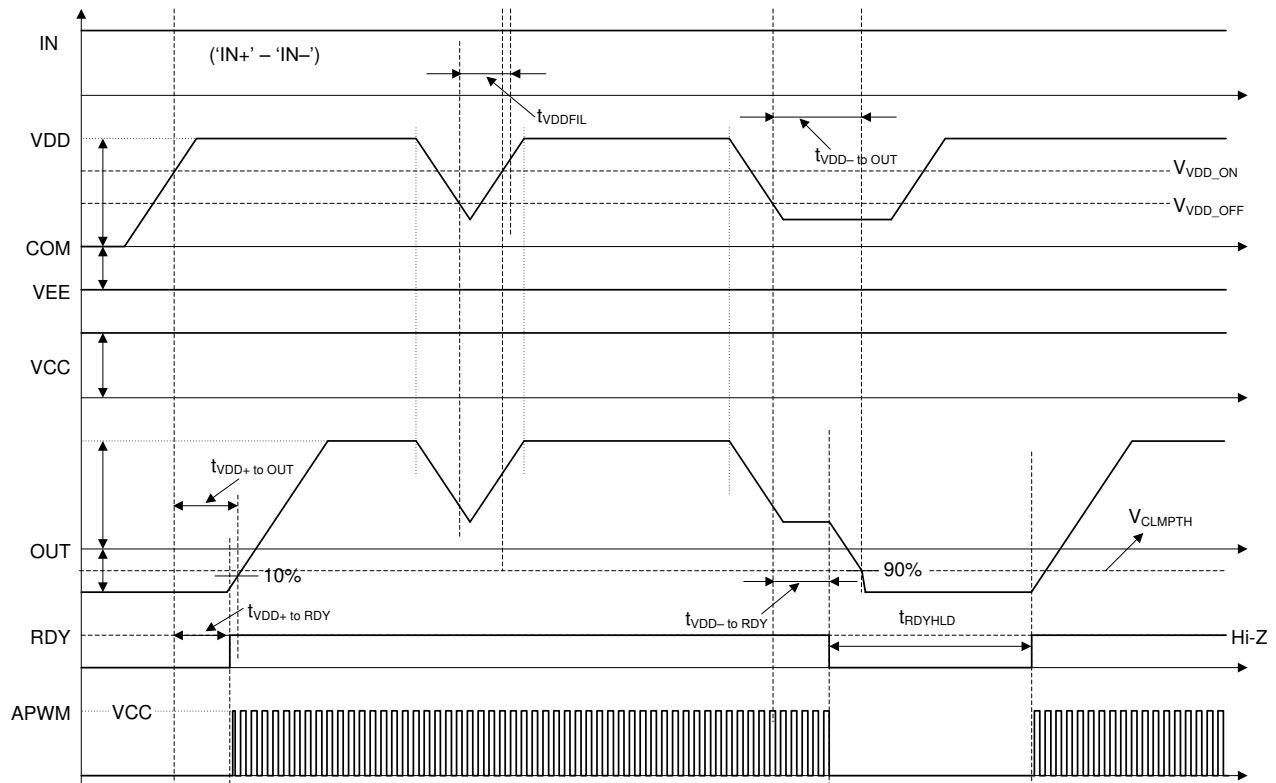 IN
('IN+' – 'IN–')
tVDDFIL
VDD
tVDD– to OUT
VVDD_ON
VVDD_OFF
COM
VEE
VCC
tVDD+ to OUT
VCLMPTH
OUT
10%
90%
tVDD+ to RDY
tVDD– to RDY
tRDYHLD
RDY
Hi-Z
APWM
VCC